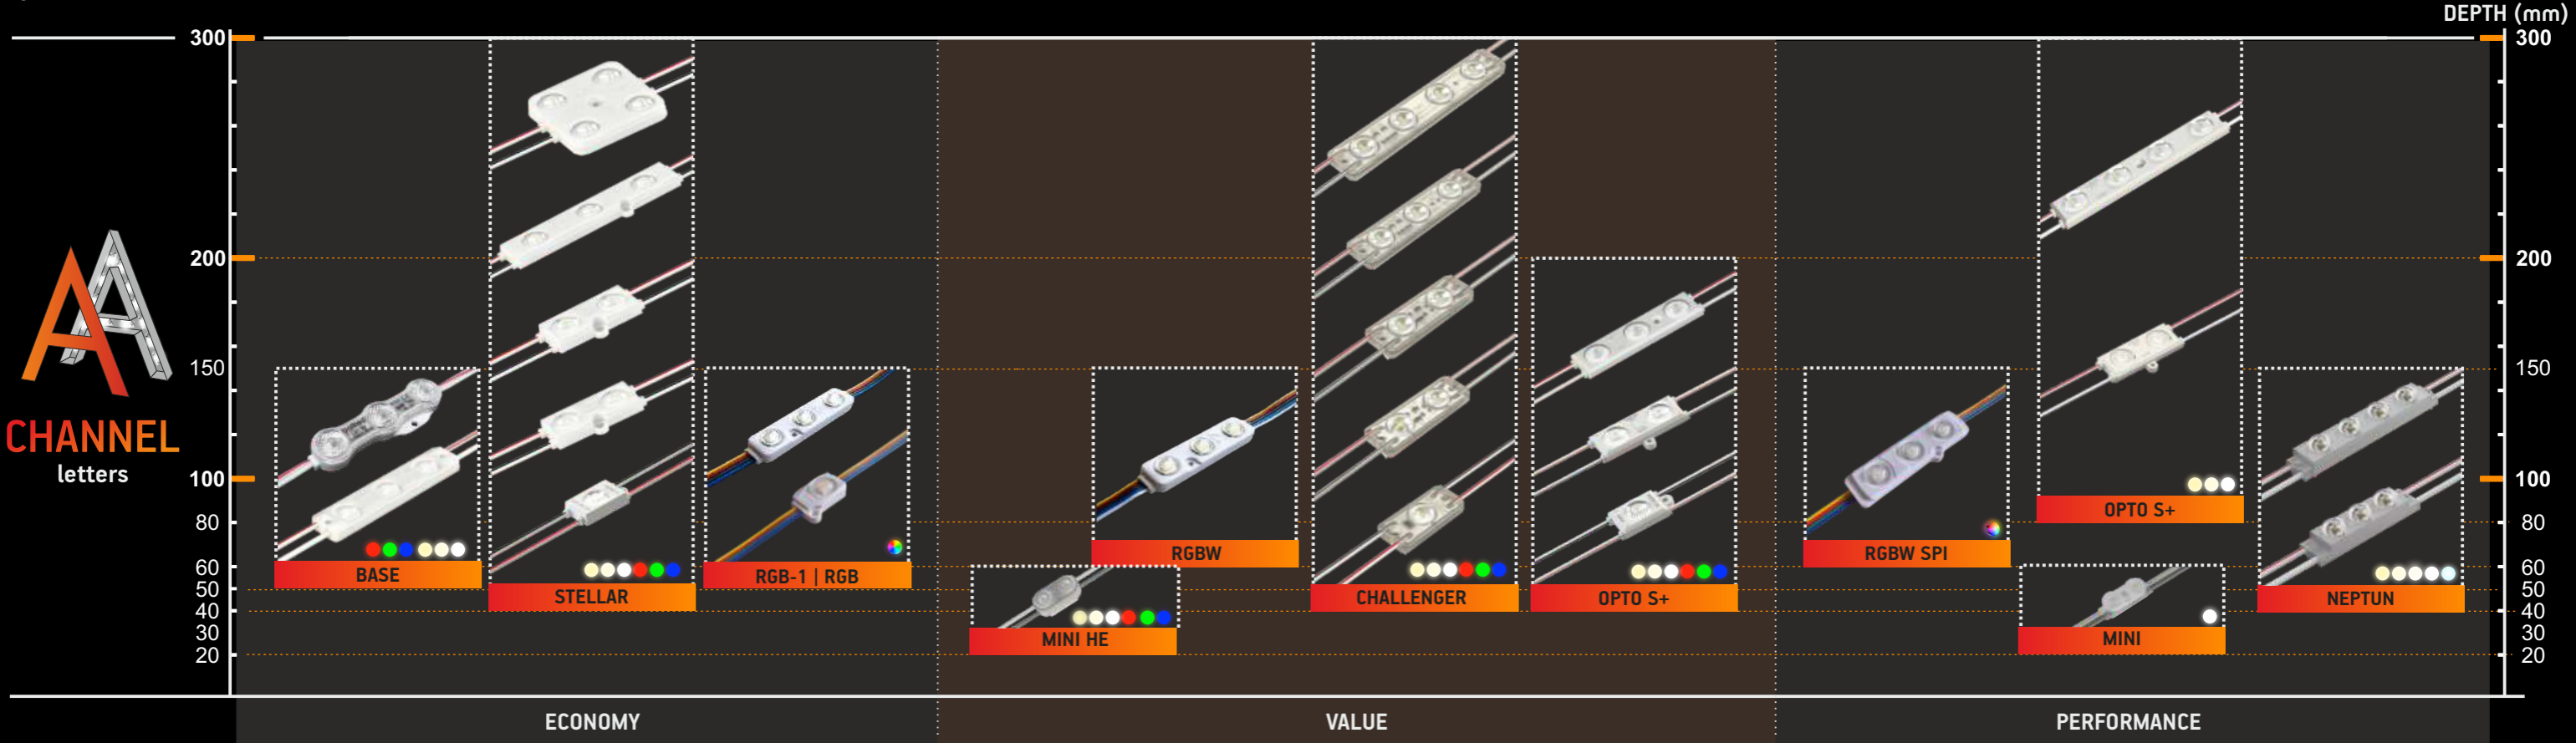 DEPTH (mm)
300
200
150
100
80
60
50
40
30
20
300
200
150
100
80
60
50
40
30
20
CHANNEL
letters
BASE
STELLAR
RGB-1 | RGB
MINI HE
RGBW
CHALLENGER
OPTO S+
RGBW SPI
OPTO S+
MINI
NEPTUN
ECONOMY
VALUE
PERFORMANCE